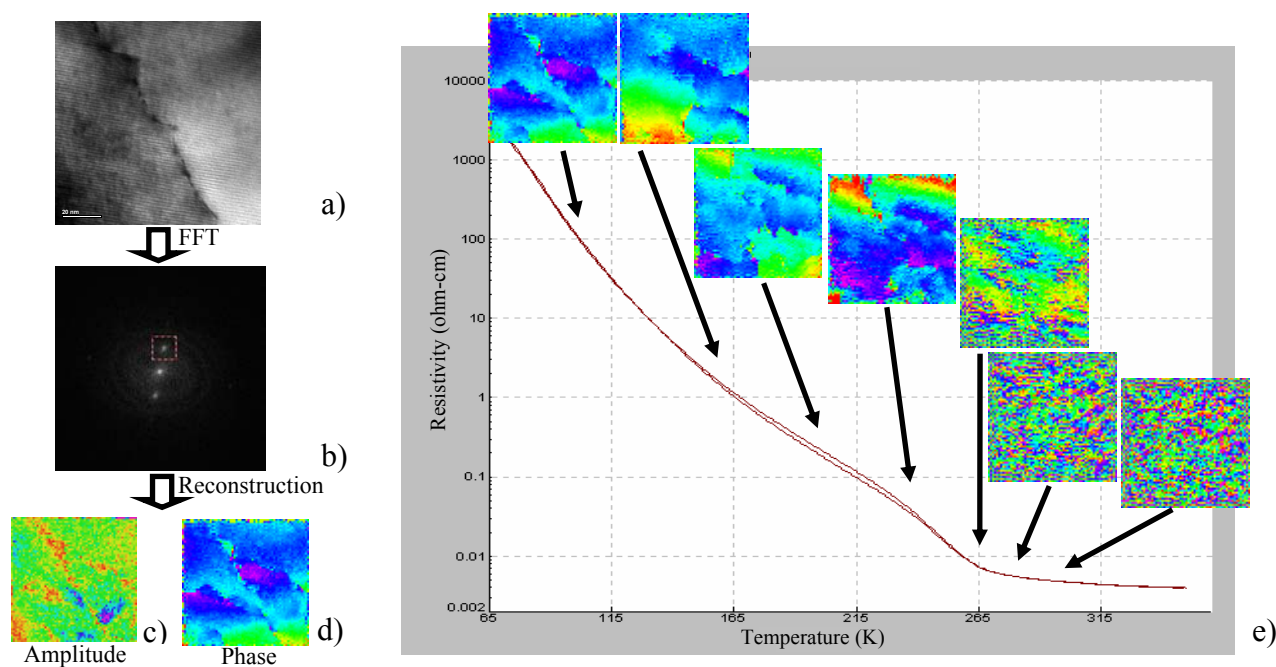 20 nm
a)
FFT
b)
Reconstruction
c)
d)
Amplitude
Phase
10000
1000
100
10
1
0.1
0.01
0.002
Resistivity (ohm-cm)
65
115
165
215
265
315
Temperature (K)
e)